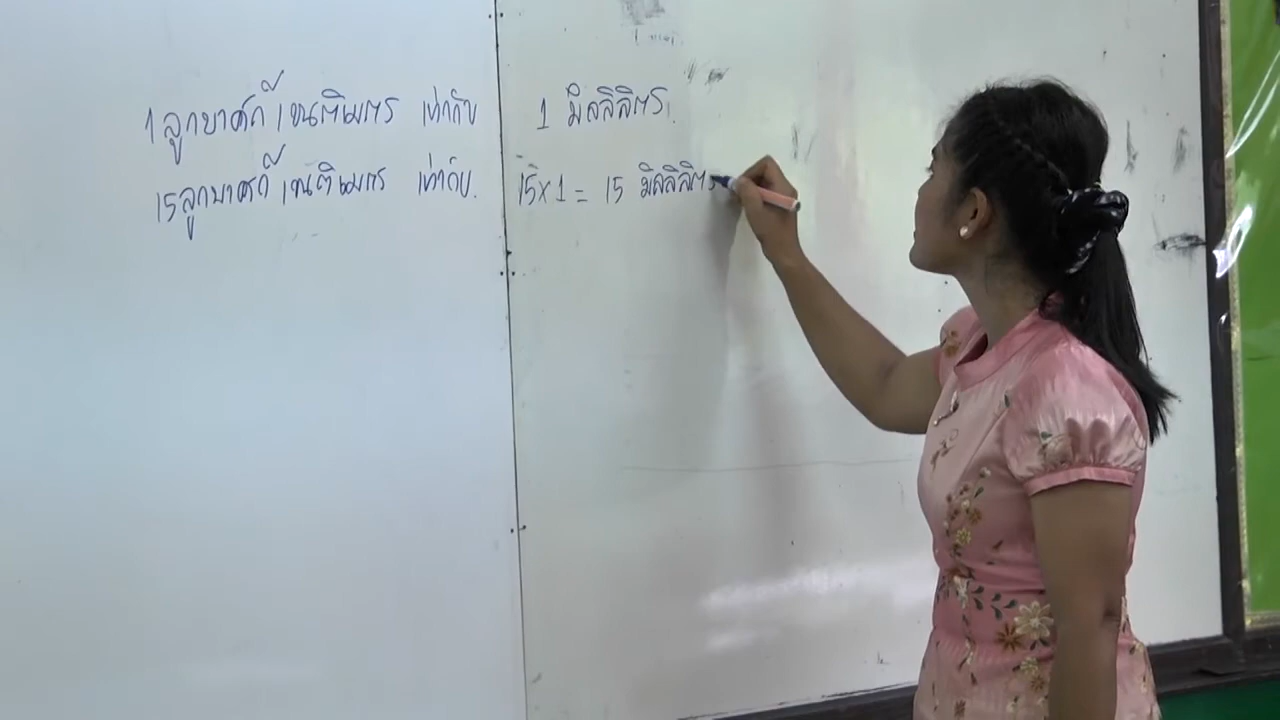 1 ลูกบาศก์เซนติเมตร เท่ากับ 1 มิลลิลิตร.
15 ลูกบาศก์เซนติเมตร เท่ากับ. 15 × 1 = 15 มิลลิลิตร